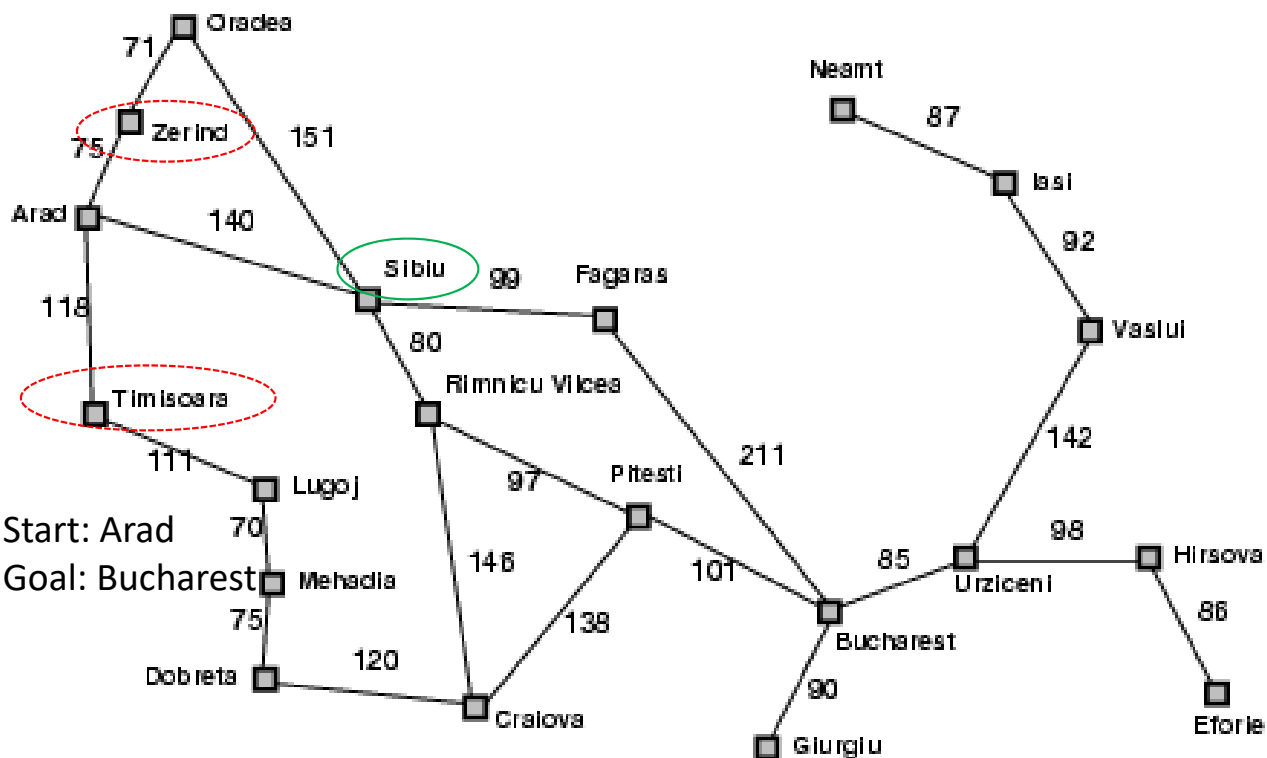 Oradea
71
Neamt
87
Zerind
151
75
Iasi
Arad
140
92
Sibiu
99
Fagaras
118
80
Vaslui
Timisoara
Rimnicu Vilcea
142
111
97
Pitesti
211
Lugoj
Start: Arad
70
98
Hirsova
146
101
85
Urziceni
Goal: Bucharest
Mehadia
86
75
138
Bucharest
120
Dobreta
90
Craiova
Eforie
Giurgiu